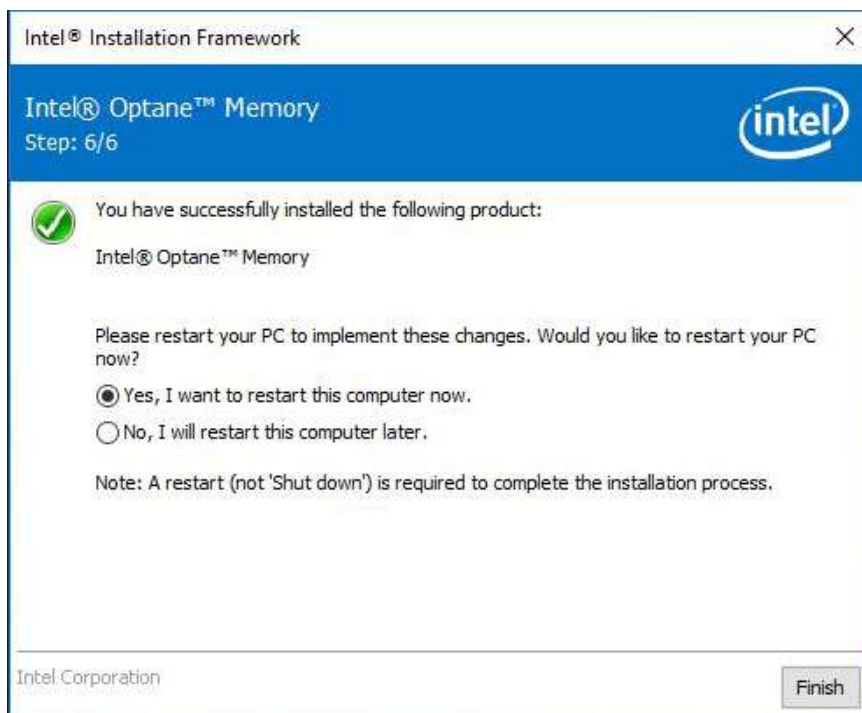 Intel® Installation Framework
Intel® Optane™ Memory
Step: 6/6
intel
You have successfully installed the following product:
Intel® Optane™ Memory
Please restart your PC to implement these changes. Would you like to restart your PC
now?
Yes, I want to restart this computer now.
No, I will restart this computer later.
Note: A restart (not 'Shut down') is required to complete the installation process.
Intel Corporation
Finish